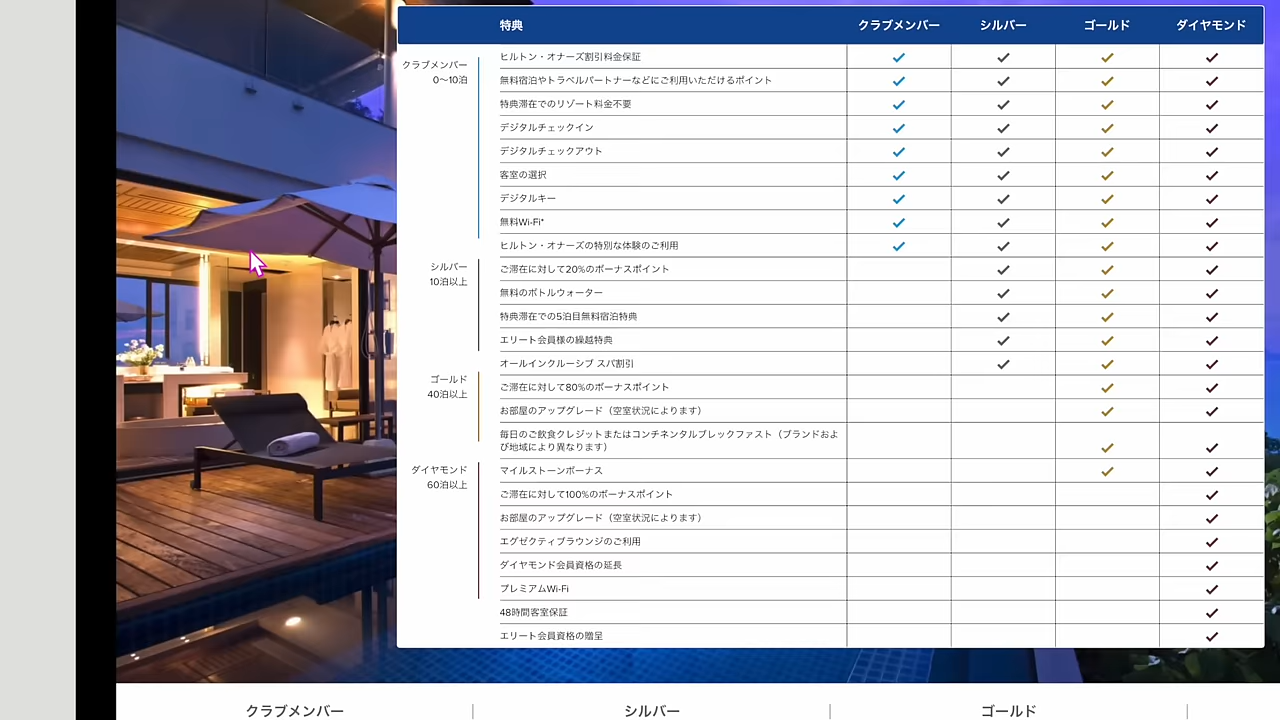 特典 クラブメンバー シルバー ゴールド ダイヤモンド
クラブメンバー
0〜10泊
ヒルトン・オナーズ割引料金保証
無料宿泊やトラベルパートナーなどにご利用いただけるポイント
特典滞在でのリゾート料金不要
デジタルチェックイン
デジタルチェックアウト
客室の選択
デジタルキー
無料Wi-Fi*
ヒルトン・オナーズの特別な体験のご利用
シルバー
10泊以上
ご滞在に対して20%のボーナスポイント
無料のボトルウォーター
特典滞在での5泊目無料宿泊特典
エリート会員様の繰越特典
オールインクルーシブ スパ割引
ゴールド
40泊以上
ご滞在に対して80%のボーナスポイント
お部屋のアップグレード（空室状況によります）
毎日のご飲食クレジットまたはコンチネンタルブレックファスト（ブランドおよ
び地域により異なります）
マイルストーンボーナス
ダイヤモンド
60泊以上
ご滞在に対して100%のボーナスポイント
お部屋のアップグレード（空室状況によります）
エグゼクティブラウンジのご利用
ダイヤモンド会員資格の延長
プレミアムWi-Fi
48時間客室保証
エリート会員資格の贈呈
クラブメンバー | シルバー | ゴールド |